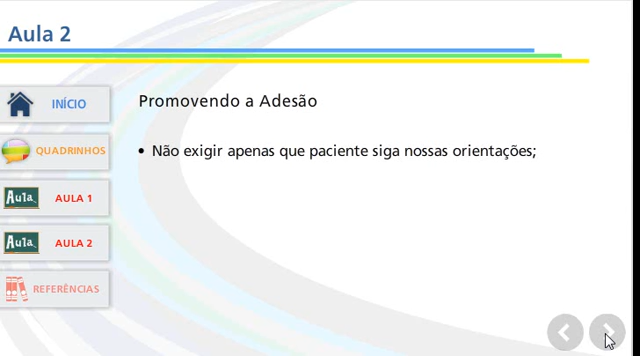 Aula 2
INÍCIO
Promovendo a Adesão
QUADRINHOS
• Não exigir apenas que paciente siga nossas orientações;
Aula
AULA 1
Aula
AULA 2
REFERÊNCIAS